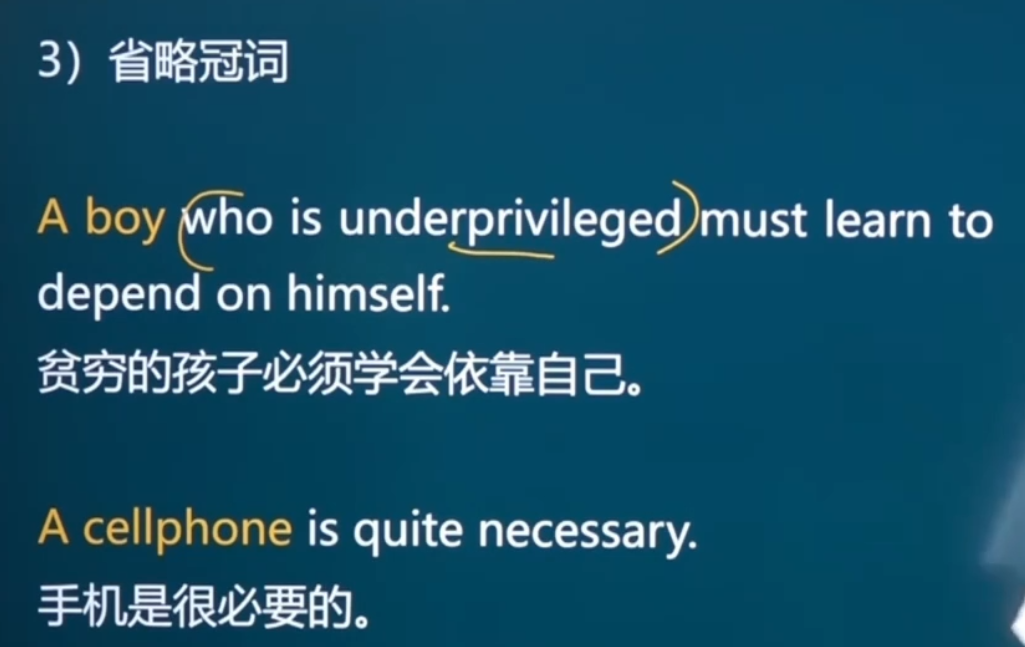 3）省略冠词
A boy who is underprivileged must learn to
depend on himself.
贫穷的孩子必须学会依靠自己。
A cellphone is quite necessary.
手机是很必要的。